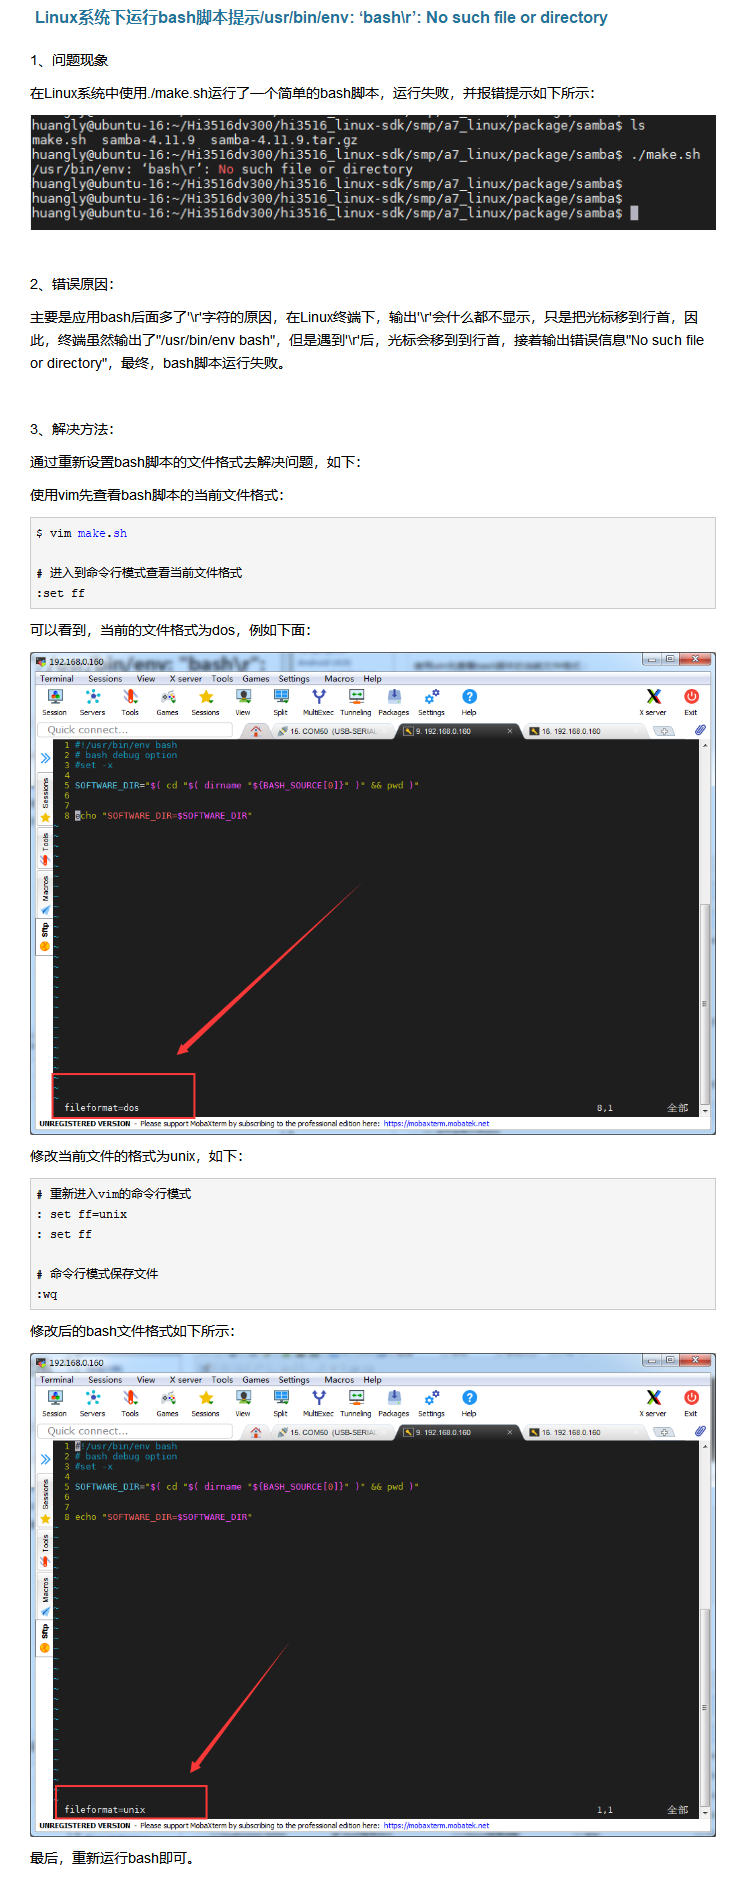 Linux系统下运行bash脚本提示/usr/bin/env: ‘bash\r’: No such file or directory
1、问题现象
在Linux系统中使用./make.sh运行了一个简单的bash脚本，运行失败，并报错提示如下所示：
huangly@ubuntu-16:~/Hi3516dv300/hi3516_linux-sdk/smp/a7_linux/package/samba$ ls
make.sh  samba-4.11.9  samba-4.11.9.tar.gz
huangly@ubuntu-16:~/Hi3516dv300/hi3516_linux-sdk/smp/a7_linux/package/samba$ ./make.sh
/usr/bin/env: ‘bash\r’: No such file or directory
huangly@ubuntu-16:~/Hi3516dv300/hi3516_linux-sdk/smp/a7_linux/package/samba$
huangly@ubuntu-16:~/Hi3516dv300/hi3516_linux-sdk/smp/a7_linux/package/samba$
huangly@ubuntu-16:~/Hi3516dv300/hi3516_linux-sdk/smp/a7_linux/package/samba$
2、错误原因：
主要是应用bash后面多了'\r'字符的原因，在Linux终端下，输出'\r'会什么都不显示，只是把光标移到行首，因
此，终端虽然输出了"/usr/bin/env bash"，但是遇到'\r'后，光标会移到到行首，接着输出错误信息"No such file
or directory"，最终，bash脚本运行失败。
3、解决方法：
通过重新设置bash脚本的文件格式去解决问题，如下：
使用vim先查看bash脚本的当前文件格式：
$ vim make.sh
# 进入到命令行模式查看当前文件格式
:set ff
可以看到，当前的文件格式为dos，例如下面：
192.168.0.160
Terminal Sessions View X server Tools Games Settings Macros Help
Session Servers Tools Games Sessions View Split MultiExec Tunneling Packages Settings Help X server Exit
Quick connect... 15. COM50 (USB-SERIAL 9. 192.168.0.160 16. 192.168.0.160
Sessions
Tools
Macros
Sftp
1 #!/usr/bin/env bash
2 # bash debug option
3 #set -x
4
5 SOFTWARE_DIR="$( cd "$( dirname "${BASH_SOURCE[0]}" )" && pwd )"
6
7
8 echo "SOFTWARE_DIR=$SOFTWARE_DIR"
fileformat=dos 8,1 全部
UNREGISTERED VERSION - Please support MobaXterm by subscribing to the professional edition here: https://mobaxterm.mobatek.net
修改当前文件的格式为unix，如下：
# 重新进入vim的命令行模式
: set ff=unix
: set ff
# 命令行模式保存文件
:wq
修改后的bash文件格式如下所示：
192.168.0.160
Terminal Sessions View X server Tools Games Settings Macros Help
Session Servers Tools Games Sessions View Split MultiExec Tunneling Packages Settings Help X server Exit
Quick connect... 15. COM50 (USB-SERIAL 9. 192.168.0.160 16. 192.168.0.160
Sessions
Tools
Macros
Sftp
1 #!/usr/bin/env bash
2 # bash debug option
3 #set -x
4
5 SOFTWARE_DIR="$( cd "$( dirname "${BASH_SOURCE[0]}" )" && pwd )"
6
7
8 echo "SOFTWARE_DIR=$SOFTWARE_DIR"
fileformat=unix 1,1 全部
UNREGISTERED VERSION - Please support MobaXterm by subscribing to the professional edition here: https://mobaxterm.mobatek.net
最后，重新运行bash即可。